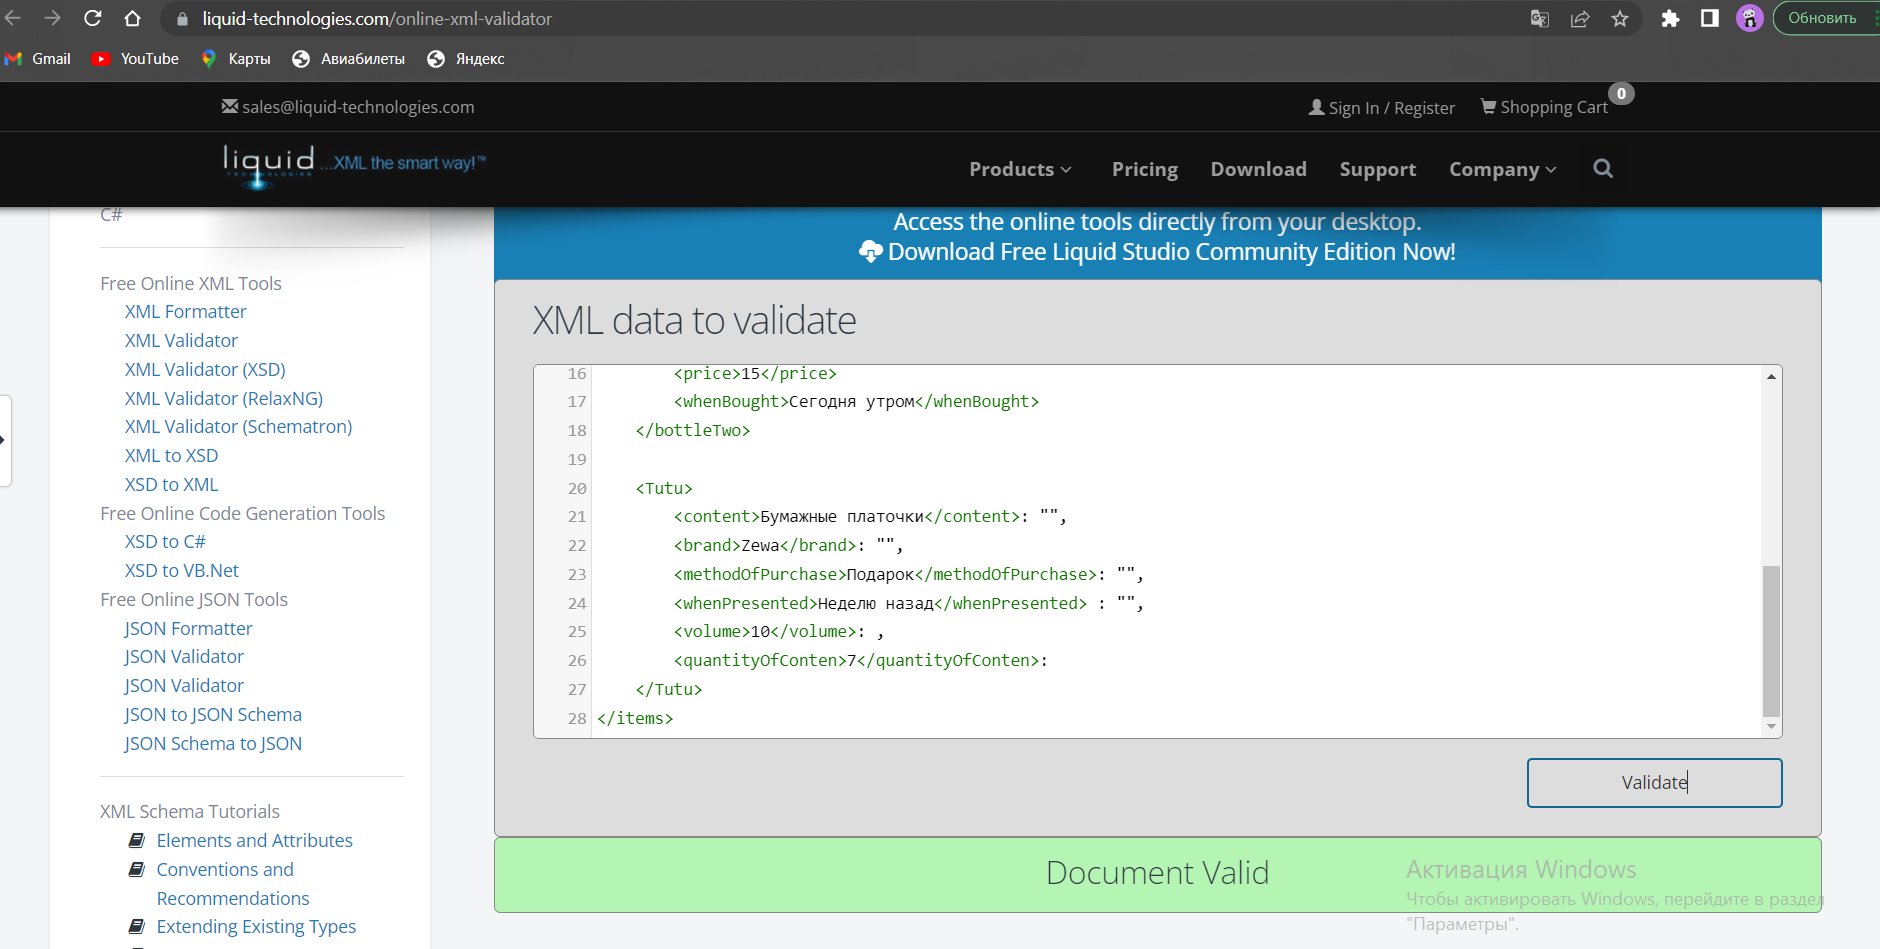 liquid-technologies.com/online-xml-validator
Обновить
Gmail
YouTube
Карты
Авиабилеты
Яндекс
sales@liquid-technologies.com
Sign In / Register
Shopping Cart
0
liquid
TECHNOLOGIES
...XML the smart way!™
Products
Pricing
Download
Support
Company
C#
Free Online XML Tools
XML Formatter
XML Validator
XML Validator (XSD)
XML Validator (RelaxNG)
XML Validator (Schematron)
XML to XSD
XSD to XML
Free Online Code Generation Tools
XSD to C#
XSD to VB.Net
Free Online JSON Tools
JSON Formatter
JSON Validator
JSON Validator
JSON to JSON Schema
JSON Schema to JSON
XML Schema Tutorials
Elements and Attributes
Conventions and
Recommendations
Extending Existing Types
Access the online tools directly from your desktop.
Download Free Liquid Studio Community Edition Now!
XML data to validate
16 <price>15</price>
17 <whenBought>Сегодня утром</whenBought>
18 </bottleTwo>
19
20 <Tutu>
21 <content>Бумажные платочки</content>: "",
22 <brand>Zewa</brand>: "",
23 <methodOfPurchase>Подарок</methodOfPurchase>: "",
24 <whenPresented>Неделю назад</whenPresented> : "",
25 <volume>10</volume>: ,
26 <quantityOfConten>7</quantityOfConten>:
27 </Tutu>
28 </items>
Validate
Document Valid
Активация Windows
Чтобы активировать Windows, перейдите в раздел
"Параметры".